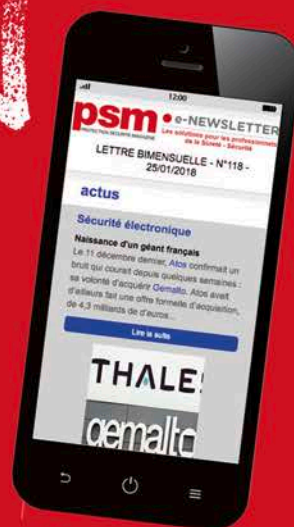 12:00
psm
e-NEWSLETTER
PROTECTION SÉCURITÉ MAGAZINE
Les solutions pour les professionnels
de la Sûreté - Sécurité
LETTRE BIMENSUELLE - N°118 -
25/01/2018
actus
Sécurité électronique
Naissance d'un géant français
Le 11 décembre dernier, Atos confirmait un
bruit qui courait depuis quelques semaines :
sa volonté d'acquérir Gemalto. Atos avait
d'ailleurs fait une offre formelle d'acquisition,
de 4,3 milliards de d'euros...
Lire la suite
THALES
gemalto